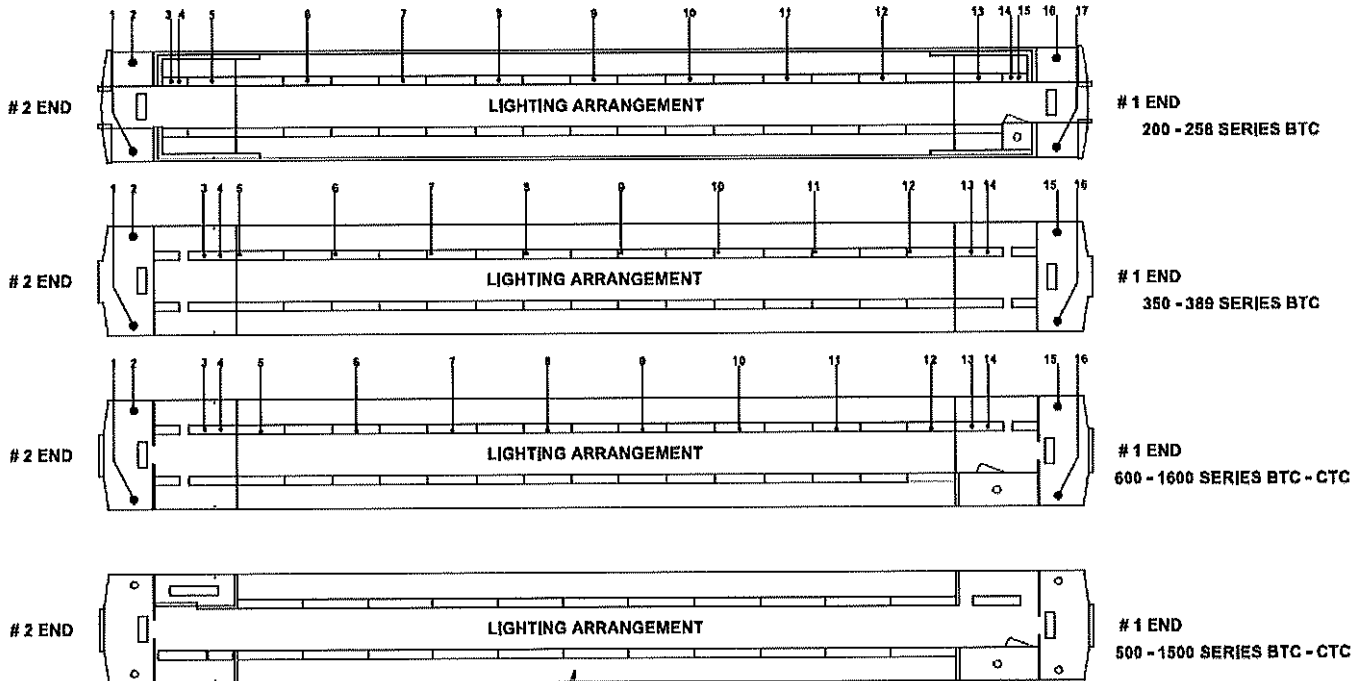 1 2 3 4 5 6 7 8 9 10 11 12 13 14 15 16 17
# 2 END
LIGHTING ARRANGEMENT
# 1 END
200 - 258 SERIES BTC
1 2 3 4 5 6 7 8 9 10 11 12 13 14 15 16
# 2 END
LIGHTING ARRANGEMENT
# 1 END
350 - 389 SERIES BTC
1 2 3 4 5 6 7 8 9 10 11 12 13 14 15 16
# 2 END
LIGHTING ARRANGEMENT
# 1 END
600 - 1600 SERIES BTC - CTC
# 2 END
LIGHTING ARRANGEMENT
# 1 END
500 - 1500 SERIES BTC - CTC